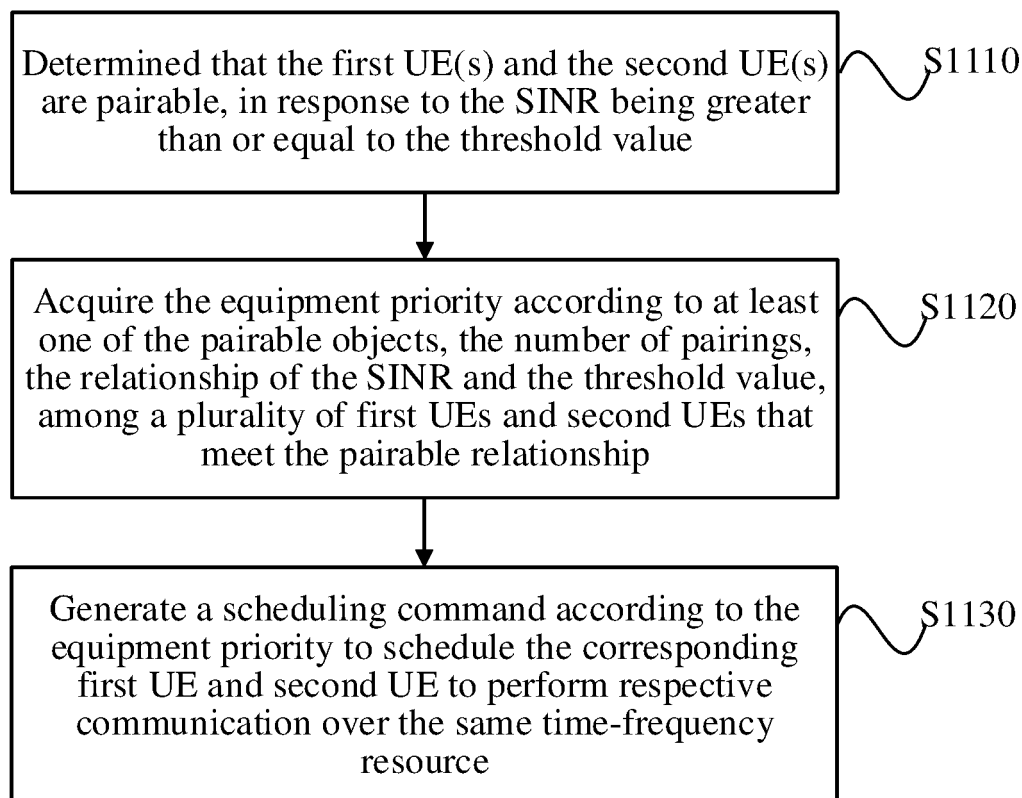 Determined that the first UE(s) and the second UE(s)
are pairable, in response to the SINR being greater
than or equal to the threshold value
S1110
Acquire the equipment priority according to at least
one of the pairable objects, the number of pairings,
the relationship of the SINR and the threshold value,
among a plurality of first UEs and second UEs that
meet the pairable relationship
S1120
Generate a scheduling command according to the
equipment priority to schedule the corresponding
first UE and second UE to perform respective
communication over the same time-frequency
resource
S1130